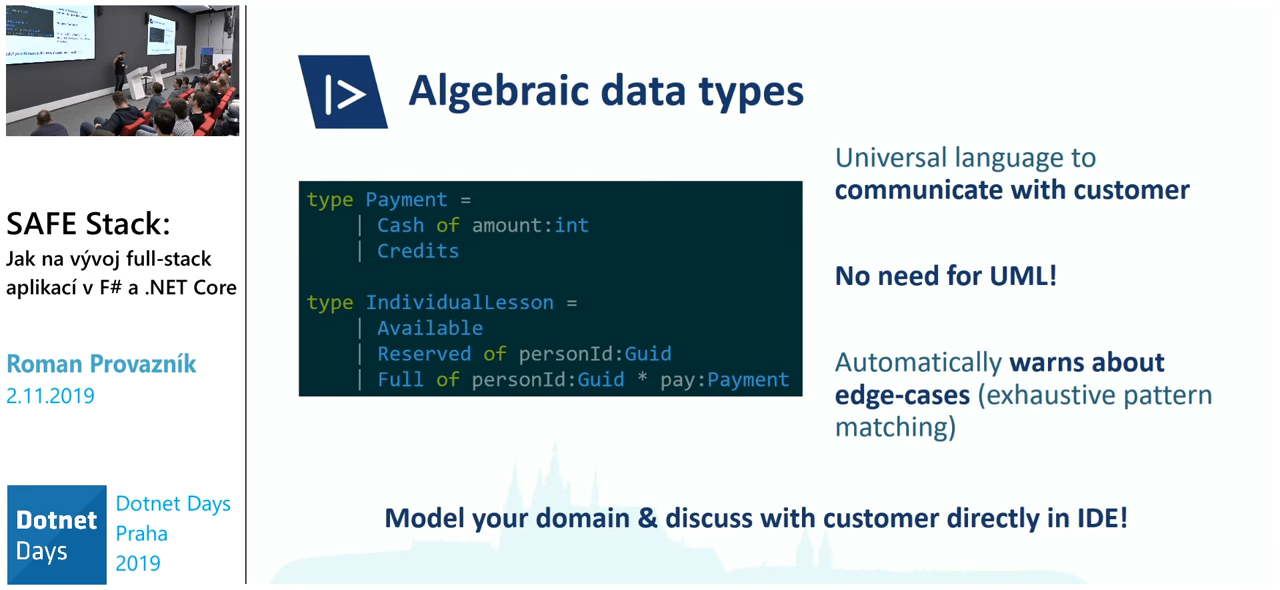 SAFE Stack:
Jak na vývoj full-stack
aplikací v F# a .NET Core
Roman Provazník
2.11.2019
Dotnet
Days
Dotnet Days
Praha
2019
Algebraic data types
type Payment =
| Cash of amount:int
| Credits
type IndividualLesson =
| Available
| Reserved of personId:Guid
| Full of personId:Guid * pay:Payment
Universal language to
communicate with customer
No need for UML!
Automatically warns about
edge-cases (exhaustive pattern
matching)
Model your domain & discuss with customer directly in IDE!